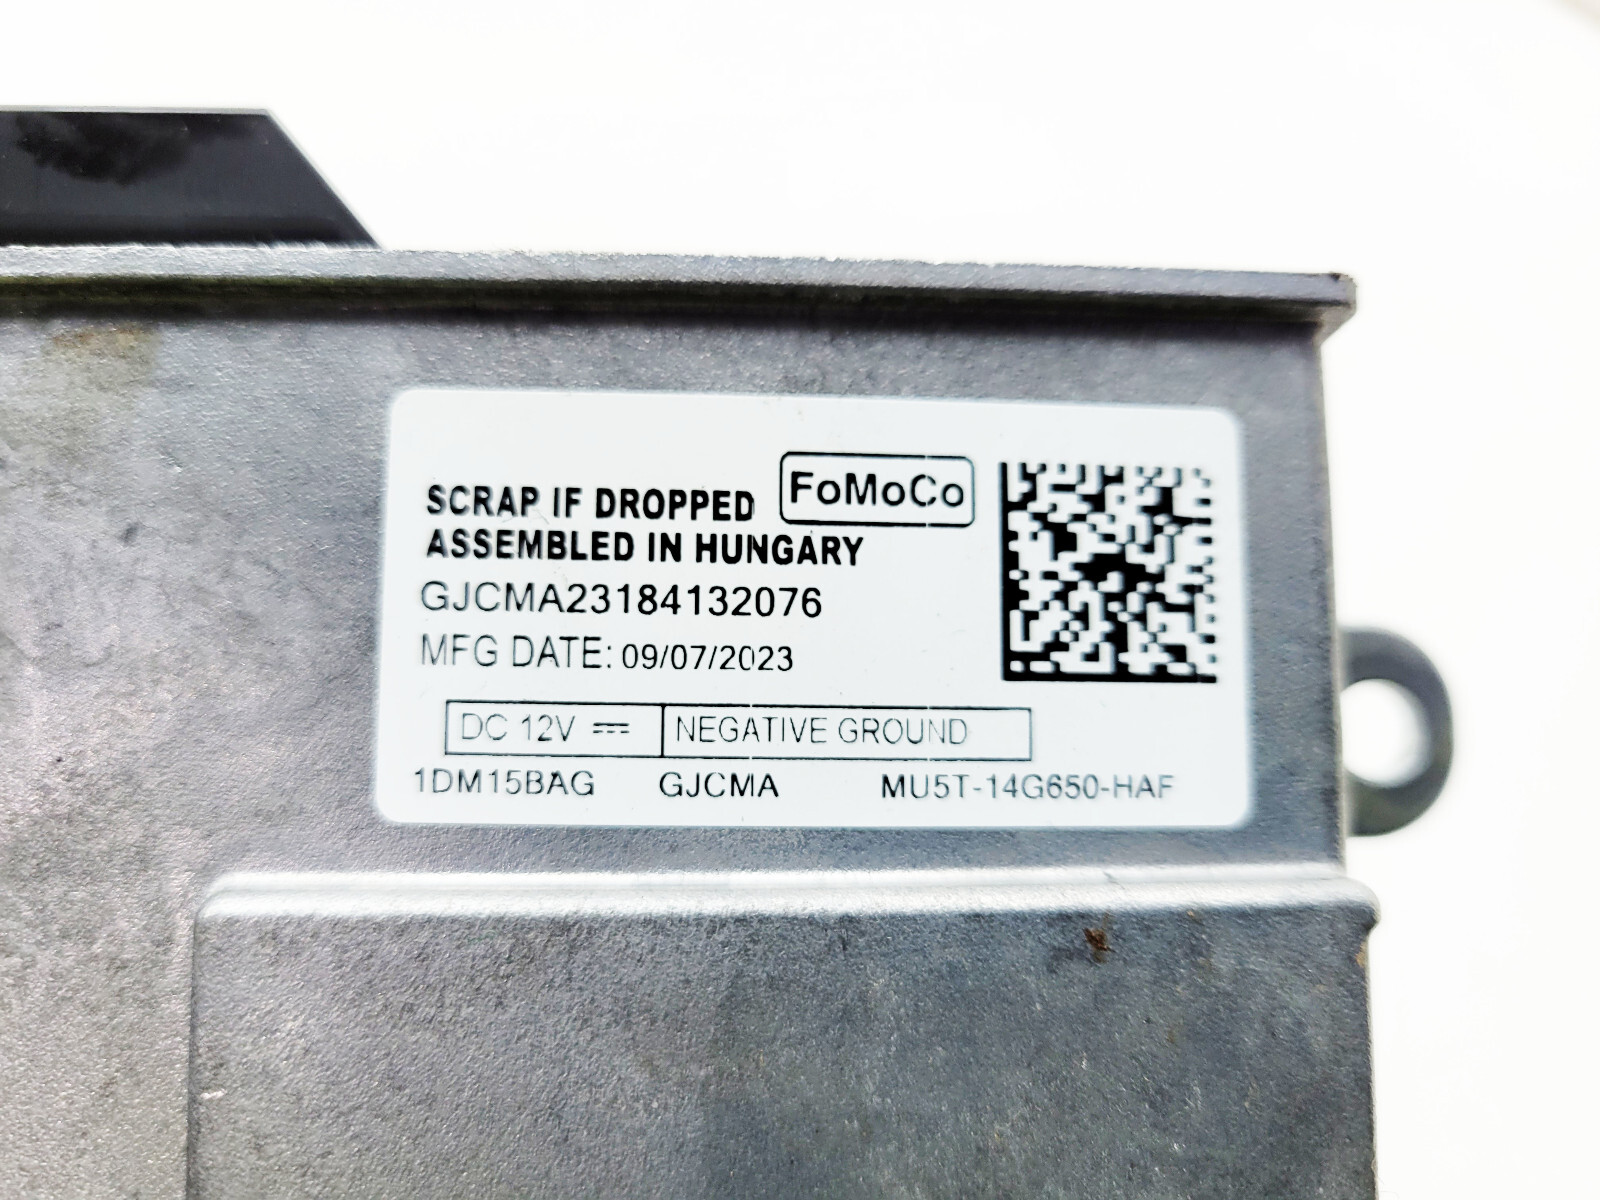 SCRAP IF DROPPED FoMoCo
ASSEMBLED IN HUNGARY
GJCMA23184132076
MFG DATE: 09/07/2023
DC 12V ⎓ NEGATIVE GROUND
1DM15BAG GJCMA MU5T-14G650-HAF